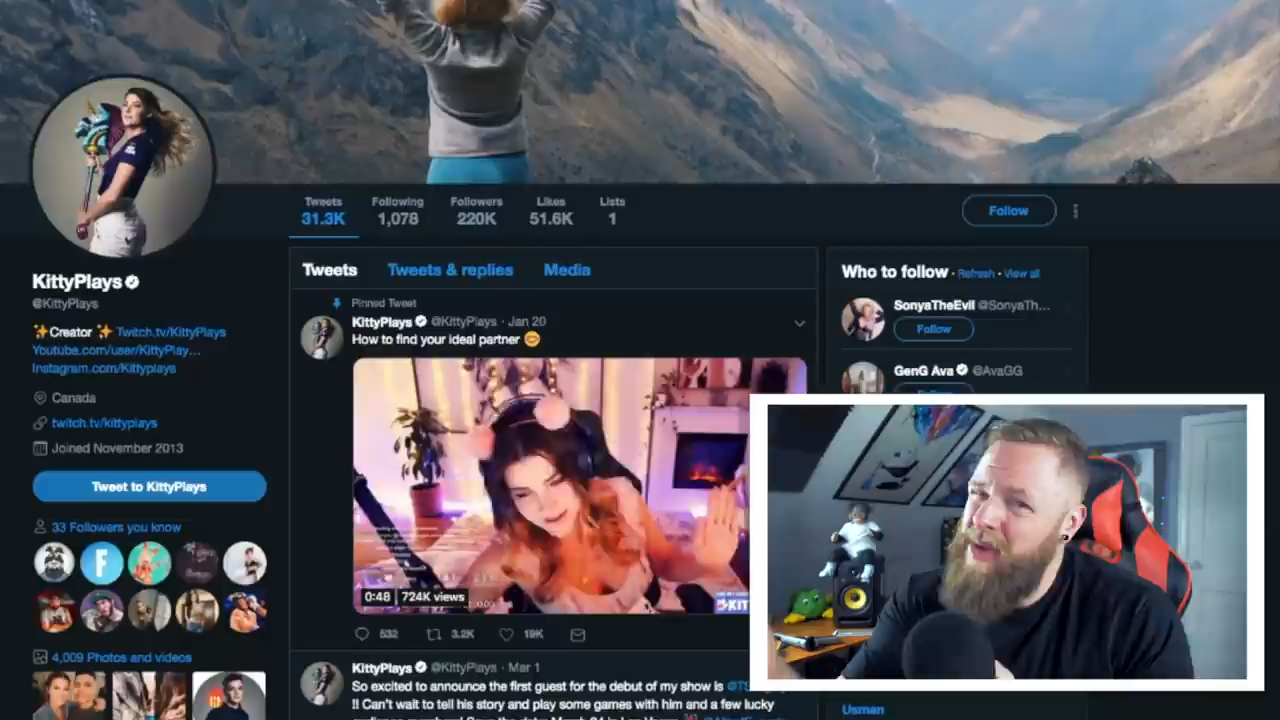 Tweets
31.3K
Following
1,078
Followers
220K
Likes
51.6K
Lists
1
Follow
KittyPlays
@KittyPlays
✨Creator ✨ Twitch.tv/KittyPlays
Youtube.com/user/KittyPlay...
Instagram.com/Kittyplays
Canada
twitch.tv/kittyplays
Joined November 2013
Tweet to KittyPlays
33 Followers you know
4,009 Photos and videos
Tweets Tweets & replies Media
Pinned Tweet
KittyPlays @KittyPlays · Jan 20
How to find your ideal partner 😊
0:48 724K views
KIT
532 3.2K 19K
KittyPlays @KittyPlays · Mar 1
So excited to announce the first guest for the debut of my show is
!! Can't wait to tell his story and play some games with him and a few lucky
Who to follow · Refresh · View all
SonyaTheEvil @SonyaTh...
Follow
GenG Ava @AvaGG
Usman